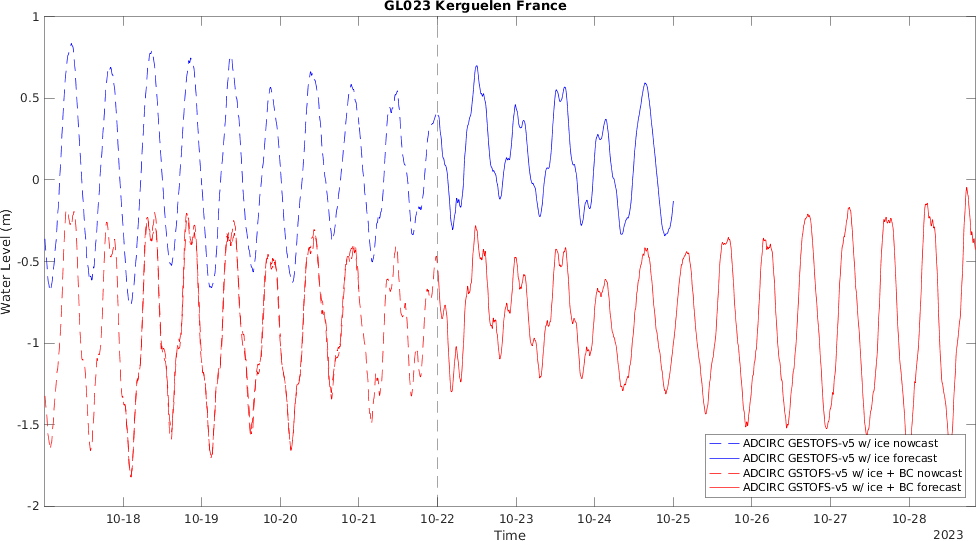 GL023 Kerguelen France
1
0.5
0
-0.5
-1
-1.5
-2
Water Level (m)
10-18 10-19 10-20 10-21 10-22 10-23 10-24 10-25 10-26 10-27 10-28
Time
2023
ADCIRC GESTOFS-v5 w/ ice nowcast
ADCIRC GESTOFS-v5 w/ ice forecast
ADCIRC GSTOFS-v5 w/ ice + BC nowcast
ADCIRC GSTOFS-v5 w/ ice + BC forecast